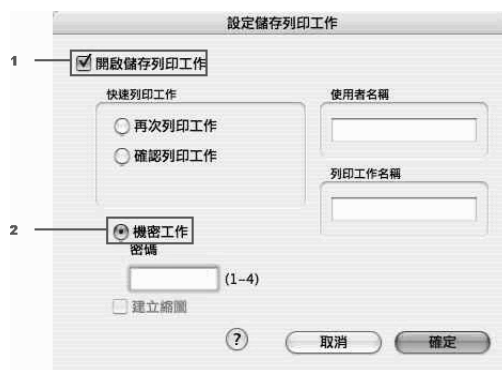 設定儲存列印工作
1
開啟儲存列印工作
快速列印工作
再次列印工作
確認列印工作
使用者名稱
列印工作名稱
2
機密工作
密碼
(1-4)
建立縮圖
?
取消
確定